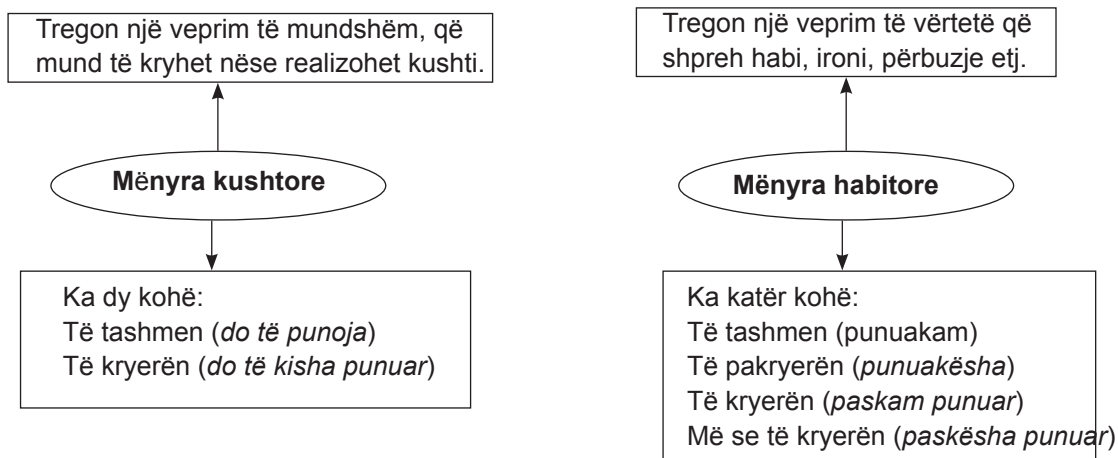 Tregon një veprim të mundshëm, që
mund të kryhet nëse realizohet kushti.
Mënyra kushtore
Ka dy kohë:
Të tashmen (do të punoja)
Të kryerën (do të kisha punuar)
Tregon një veprim të vërtetë që
shpreh habi, ironi, përbuzje etj.
Mënyra habitore
Ka katër kohë:
Të tashmen (punuakam)
Të pakryerën (punuakësha)
Të kryerën (paskam punuar)
Më se të kryerën (paskësha punuar)